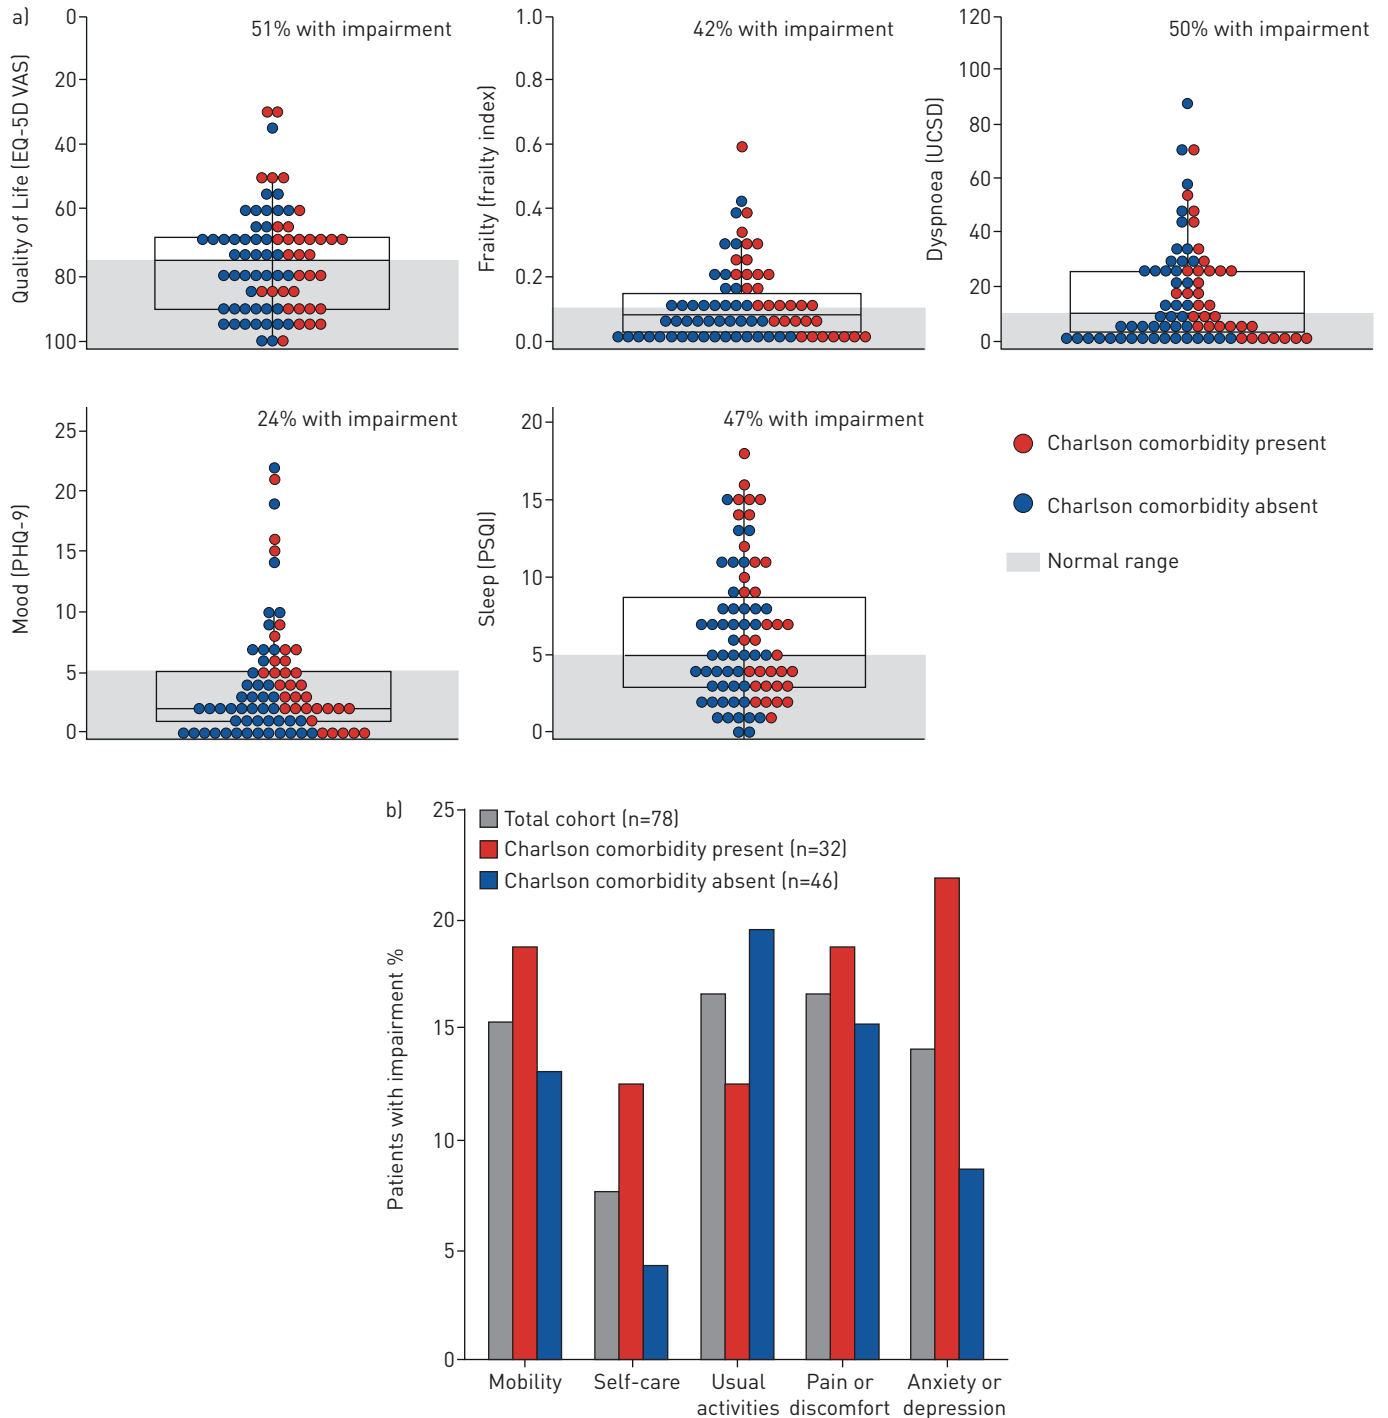 a)
Quality of Life (EQ-5D VAS)
0
20
40
60
80
100
51% with impairment
Frailty (frailty index)
1.0
0.8
0.6
0.4
0.2
0.0
42% with impairment
Dyspnoea (UCSD)
120
100
80
60
40
20
0
50% with impairment
Mood (PHQ-9)
25
20
15
10
5
0
24% with impairment
Sleep (PSQI)
20
15
10
5
0
47% with impairment
Charlson comorbidity present
Charlson comorbidity absent
Normal range
b)
Patients with impairment %
25
20
15
10
5
0
Total cohort (n=78)
Charlson comorbidity present (n=32)
Charlson comorbidity absent (n=46)
Mobility
Self-care
Usual
activities
Pain or
discomfort
Anxiety or
depression